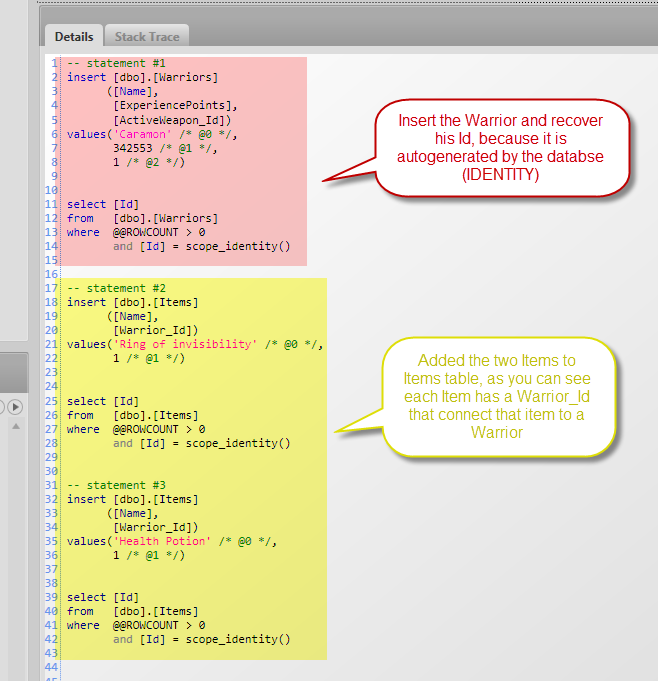 Details Stack Trace
1 -- statement #1
2 insert [dbo].[Warriors]
3 ([Name],
4 [ExperiencePoints],
5 [ActiveWeapon_Id])
6 values('Caramon' /* @0 */,
7 342553 /* @1 */,
8 1 /* @2 */)
9
10
11 select [Id]
12 from [dbo].[Warriors]
13 where @@ROWCOUNT > 0
14 and [Id] = scope_identity()
15
16
17 -- statement #2
18 insert [dbo].[Items]
19 ([Name],
20 [Warrior_Id])
21 values('Ring of invisibility' /* @0 */,
22 1 /* @1 */)
23
24
25 select [Id]
26 from [dbo].[Items]
27 where @@ROWCOUNT > 0
28 and [Id] = scope_identity()
29
30
31 -- statement #3
32 insert [dbo].[Items]
33 ([Name],
34 [Warrior_Id])
35 values('Health Potion' /* @0 */,
36 1 /* @1 */)
37
38
39 select [Id]
40 from [dbo].[Items]
41 where @@ROWCOUNT > 0
42 and [Id] = scope_identity()
43
44
Insert the Warrior and recover
his Id, because it is
autogenerated by the databse
(IDENTITY)
Added the two Items to
Items table, as you can see
each Item has a Warrior_Id
that connect that item to a
Warrior